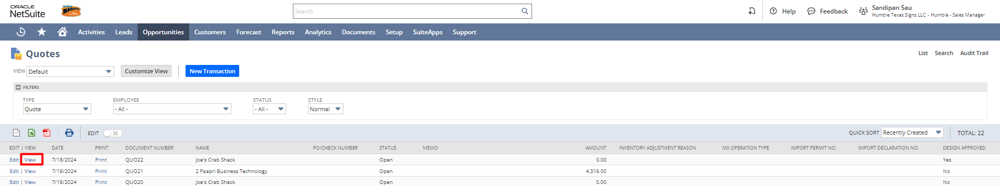 ORACLE
NetSuite
SIGNS
Search
Help
Feedback
Sandipan Sau
Humble Texas Signs LLC - Humble - Sales Manager
Activities Leads Opportunities Customers Forecast Reports Analytics Documents Setup SuiteApps Support
Quotes
List Search Audit Trail
VIEW Default Customize View New Transaction
FILTERS
TYPE EMPLOYEE STATUS STYLE
Quote - All - - All - Normal
EDIT QUICK SORT Recently Created TOTAL: 22
EDIT | VIEW DATE PRINT DOCUMENT NUMBER NAME PO/CHECK NUMBER STATUS MEMO AMOUNT INVENTORY ADJUSTMENT REASON MX OPERATION TYPE IMPORT PERMIT NO. IMPORT DECLARATION NO. DESIGN APPROVED
Edit View 7/18/2024 Print QUO22 Joe's Crab Shack Open 0.00 Yes
Edit | View 7/18/2024 Print QUO21 2 Paapri Business Technology Open 4,316.00 No
Edit | View 7/18/2024 Print QUO20 Joe's Crab Shack Open 0.00 No